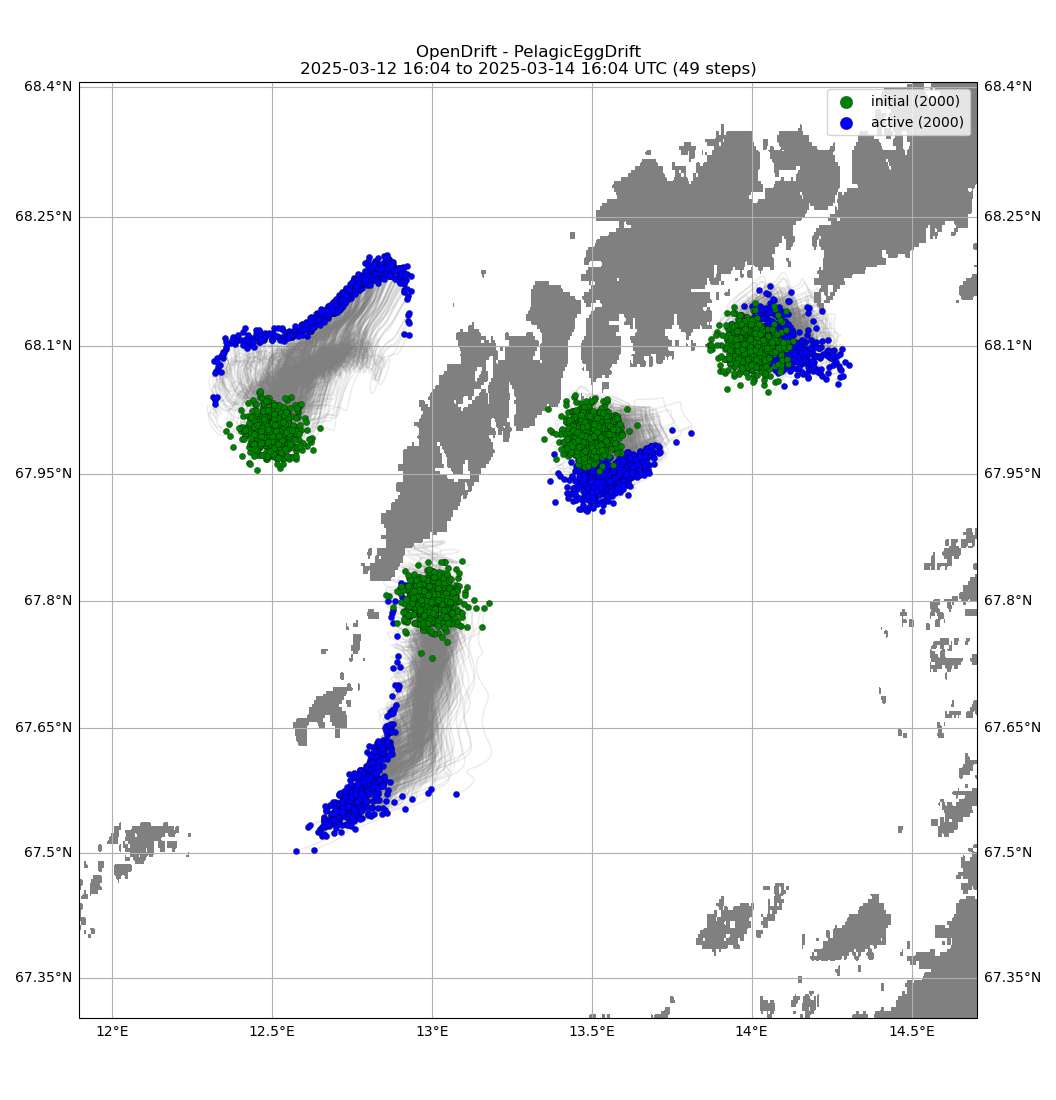 OpenDrift - PelagicEggDrift
2025-03-12 16:04 to 2025-03-14 16:04 UTC (49 steps)
initial (2000)
active (2000)
68.4°N
68.4°N
68.25°N
68.25°N
68.1°N
68.1°N
67.95°N
67.95°N
67.8°N
67.8°N
67.65°N
67.65°N
67.5°N
67.5°N
67.35°N
67.35°N
12°E
12.5°E
13°E
13.5°E
14°E
14.5°E